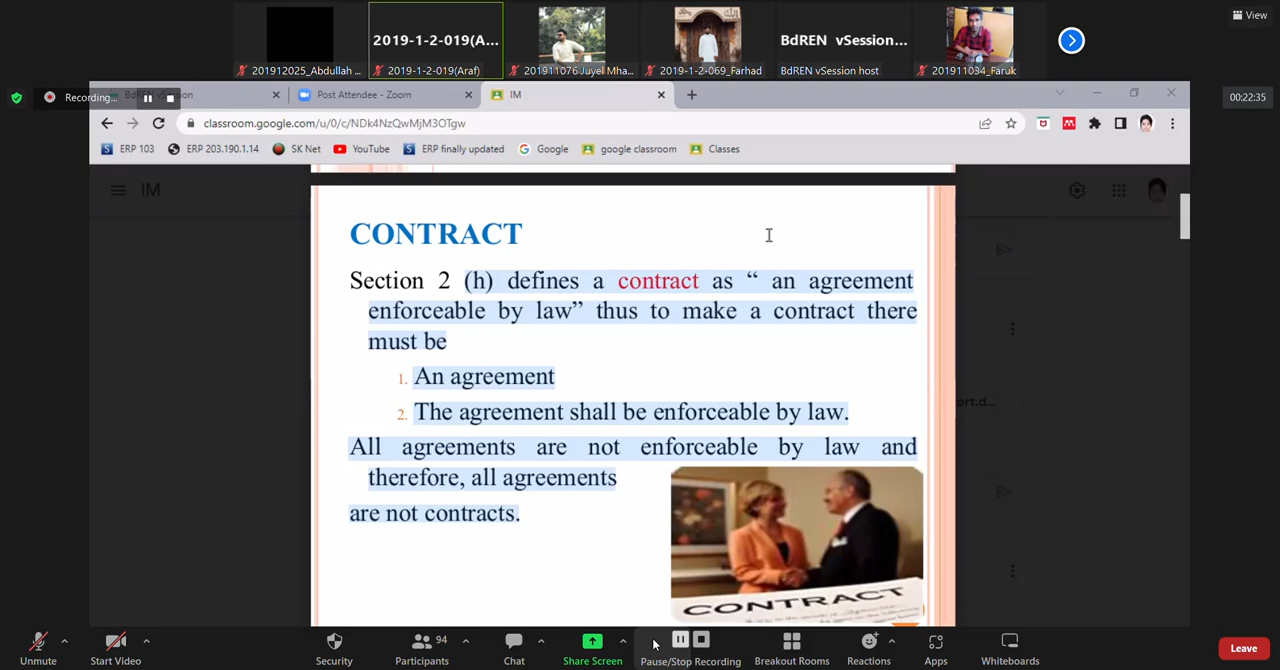 View
2019-1-2-019(A...
BdREN vSession...
201912025_Abdullah ...
2019-1-2-019(Araf)
201911076 Juyel Mha...
2019-1-2-069_Farhad
BdREN vSession host
201911034_Faruk
Recording...
BdREN vSession
Post Attendee - Zoom
IM
00:22:35
classroom.google.com/u/0/c/NDk4NzQwMjM3OTgw
ERP 103
ERP 203.190.1.14
SK Net
YouTube
ERP finally updated
Google
google classroom
Classes
IM
CONTRACT
Section 2 (h) defines a contract as “ an agreement
enforceable by law” thus to make a contract there
must be
1. An agreement
2. The agreement shall be enforceable by law.
ort.d...
All agreements are not enforceable by law and
therefore, all agreements
are not contracts.
CONTRACT
Unmute
Start Video
Security
94
Participants
Chat
Share Screen
Pause/Stop Recording
Breakout Rooms
Reactions
Apps
Whiteboards
Leave